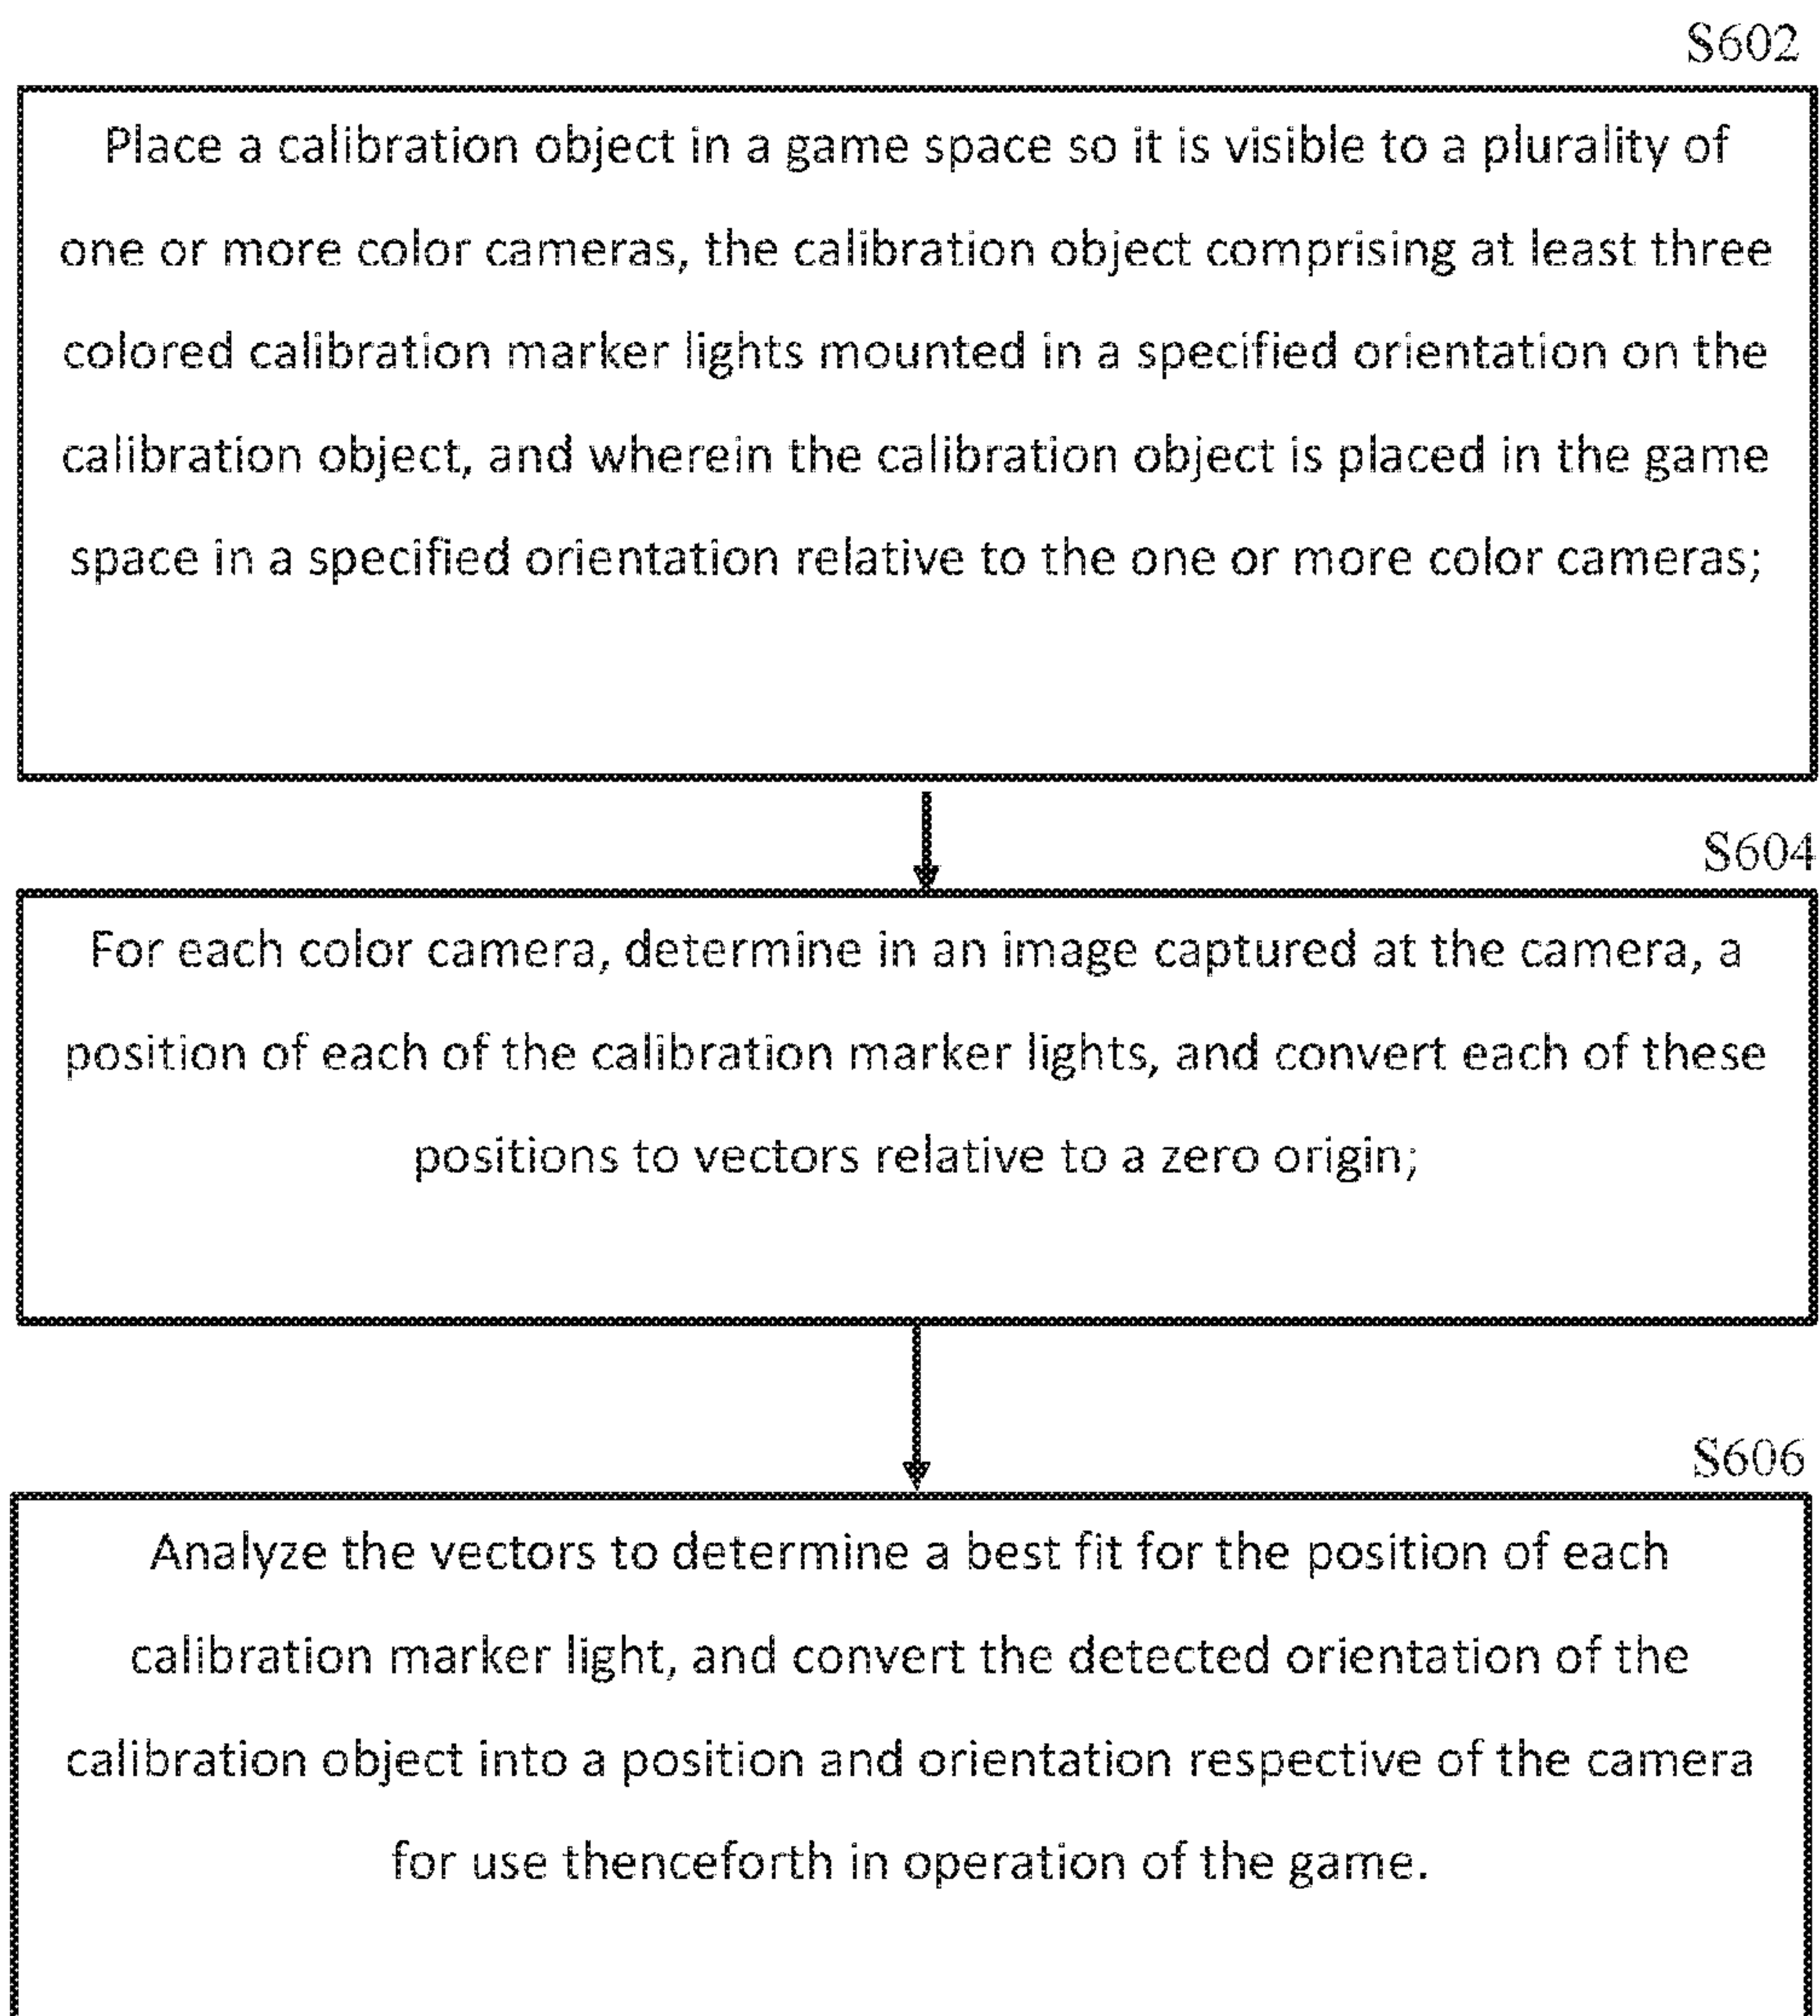 S602
Place a calibration object in a game space so it is visible to a plurality of
one or more color cameras, the calibration object comprising at least three
colored calibration marker lights mounted in a specified orientation on the
calibration object, and wherein the calibration object is placed in the game
space in a specified orientation relative to the one or more color cameras;
S604
For each color camera, determine in an image captured at the camera, a
position of each of the calibration marker lights, and convert each of these
positions to vectors relative to a zero origin;
S606
Analyze the vectors to determine a best fit for the position of each
calibration marker light, and convert the detected orientation of the
calibration object into a position and orientation respective of the camera
for use thenceforth in operation of the game.